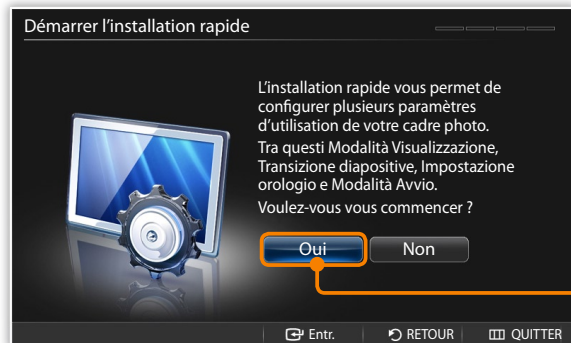 Démarrer l’installation rapide
L’installation rapide vous permet de
configurer plusieurs paramètres
d’utilisation de votre cadre photo.
Tra questi Modalità Visualizzazione,
Transizione diapositive, Impostazione
orologio e Modalità Avvio.
Voulez-vous vous commencer ?
Oui Non
Entr. RETOUR QUITTER